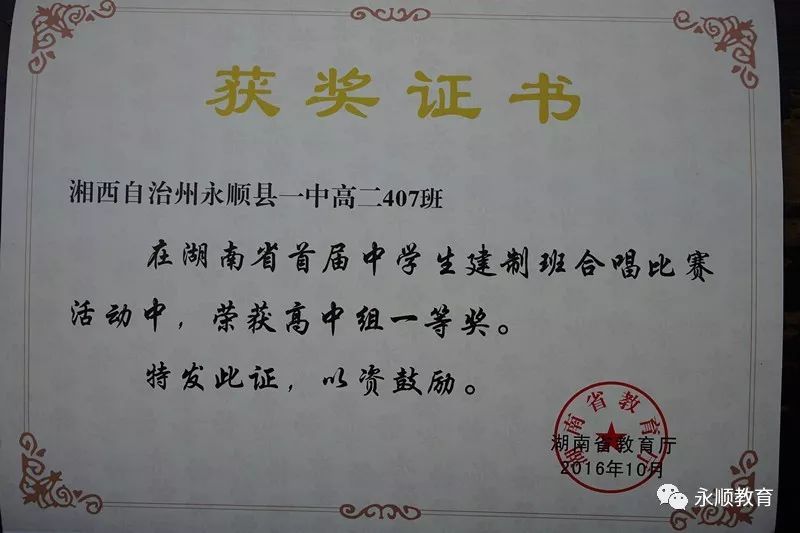 获奖证书
湘西自治州永顺县一中高二407班
在湖南省首届中学生建制班合唱比赛
活动中，荣获高中组一等奖。
特发此证，以资鼓励。
湖南省教育厅
湖南省教育厅
2016年10月
永顺教育